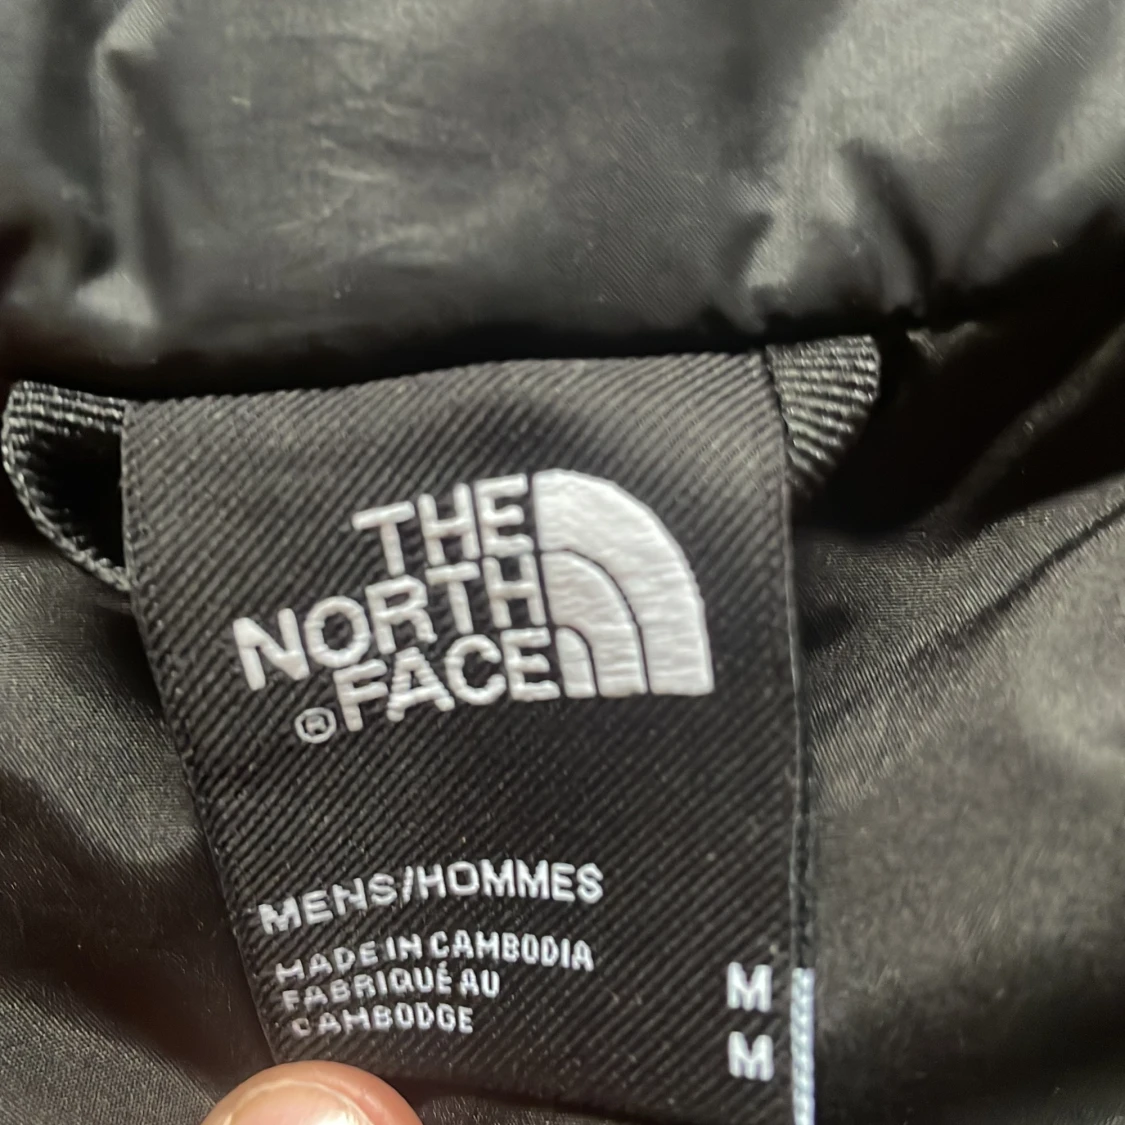 THE
NORTH
®FACE
MENS/HOMMES
MADE IN CAMBODIA
FABRIQUÉ AU
CAMBODGE
M
M